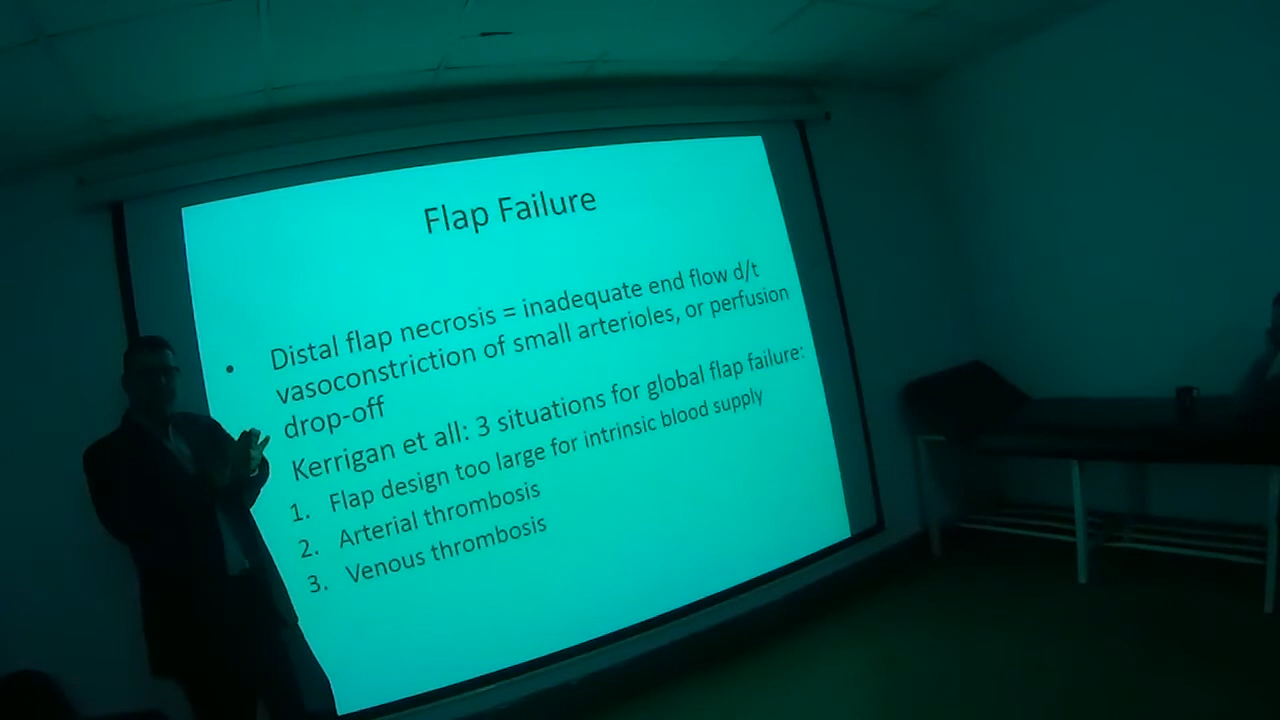 Flap Failure
• Distal flap necrosis = inadequate end flow d/t
vasoconstriction of small arterioles, or perfusion
drop-off
Kerrigan et all: 3 situations for global flap failure:
1. Flap design too large for intrinsic blood supply
2. Arterial thrombosis
3. Venous thrombosis